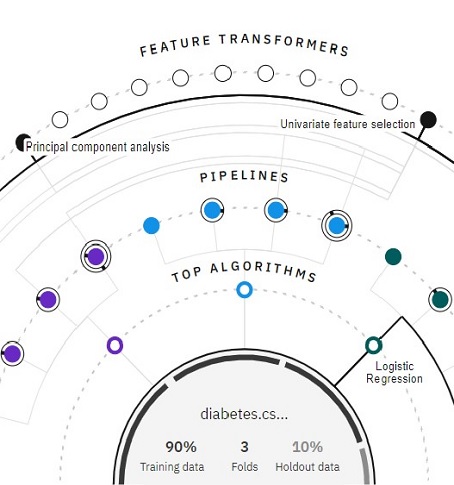 FEATURE TRANSFORMERS
Univariate feature selection
Principal component analysis
PIPELINES
TOP ALGORITHMS
Logistic
Regression
diabetes.cs...
90% 3 10%
Training data Folds Holdout data